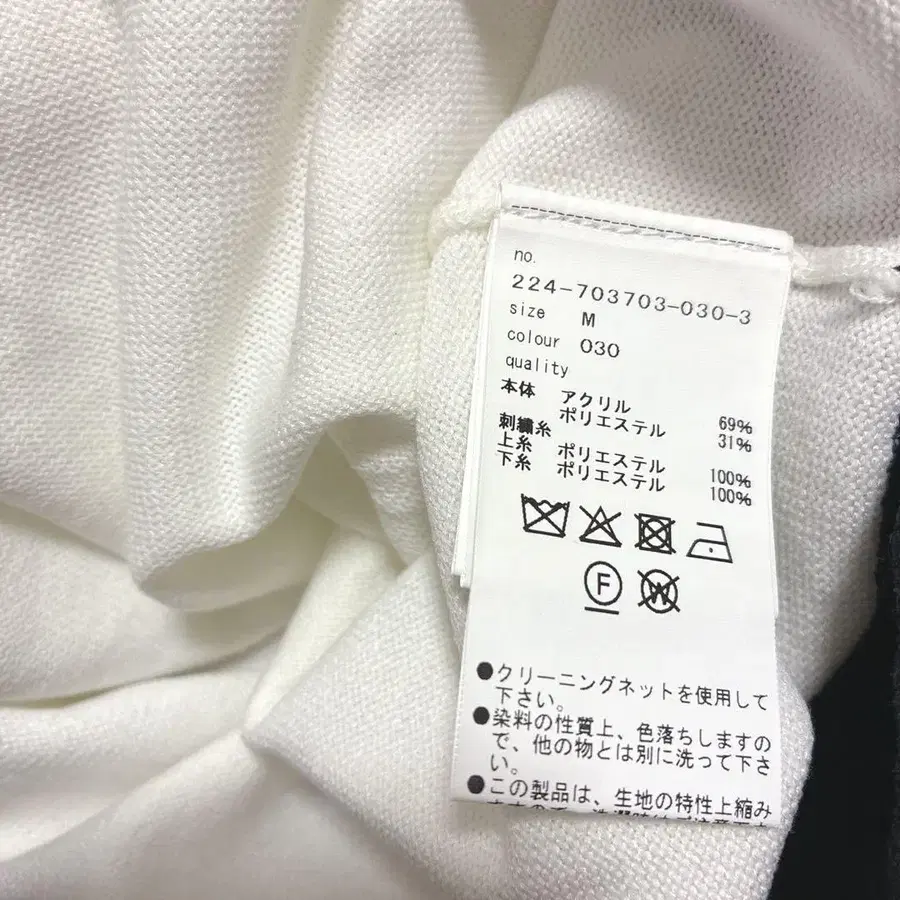 no.
224-703703-030-3
size M
colour 030
quality
本体 アクリル 69%
ポリエステル 31%
刺繍糸
上糸 ポリエステル 100%
下糸 ポリエステル 100%
F
W
●クリーニングネットを使用して
下さい。
●染料の性質上、色落ちしますの
で、他の物とは別に洗って下さ
い。
●この製品は、生地の特性上縮み